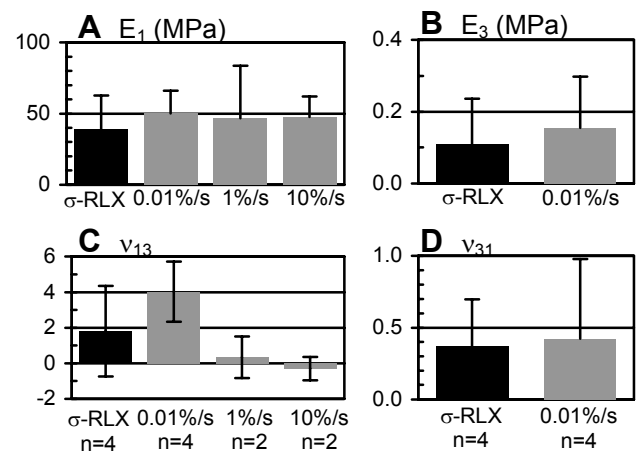 A E₁ (MPa)
100
50
0
σ-RLX 0.01%/s 1%/s 10%/s
B E₃ (MPa)
0.4
0.2
0.0
σ-RLX 0.01%/s
C ν₁₃
6
4
2
0
-2
σ-RLX 0.01%/s 1%/s 10%/s
n=4 n=4 n=2 n=2
D ν₃₁
1.0
0.5
0.0
σ-RLX 0.01%/s
n=4 n=4